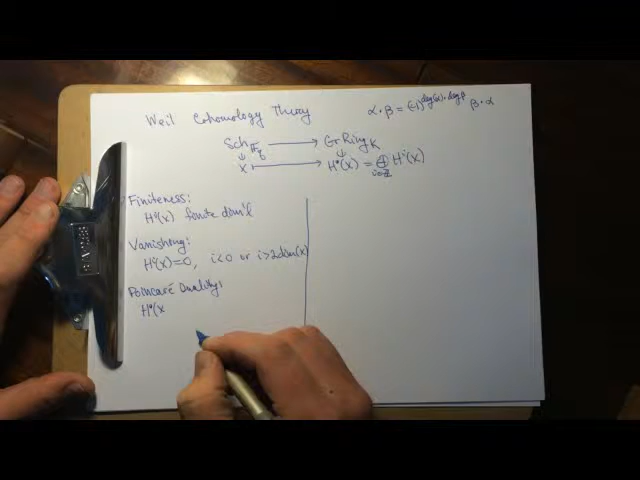 Weil Cohomology Theory
α·β = (-1)^{deg(α)·deg β} β·α
Sch_{𝔽_q} → GrRing_K
X ↦ H*(X) = ⊕_{i∈ℤ} H^i(X)
Finiteness:
H^i(X) finite dim'l
Vanishing:
H^i(X)=0, i<0 or i>2dim(X)
Poincaré Duality:
H*(X